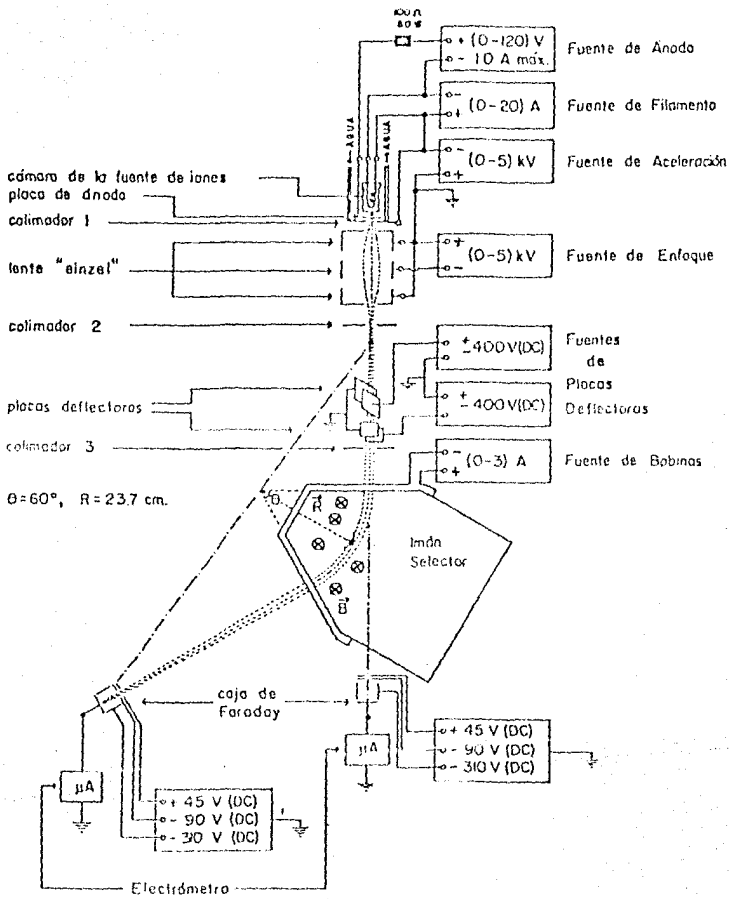 100 Ω
80 W
+ (0-120) V
- 10 A máx.
Fuente de Anodo
-
+ (0-20) A
Fuente de Filamento
AGUA
AGUA
-
+ (0-5) kV
Fuente de Aceleración
cámara de la fuente de iones
placa de ánodo
colimador 1
lente "einzel"
+
- (0-5) kV
Fuente de Enfoque
colimador 2
± 400 V(DC)
Fuentes
de
Placas
Deflectoras
± 400 V(DC)
placas deflectoras
colimador 3
-
+ (0-3) A
Fuente de Bobinas
θ=60°, R=23.7 cm.
θ
R
B
Imán
Selector
caja de
Faraday
+ 45 V (DC)
- 90 V (DC)
- 310 V (DC)
μA
μA
+ 45 V (DC)
- 90 V (DC)
- 310 V (DC)
Electrómetro